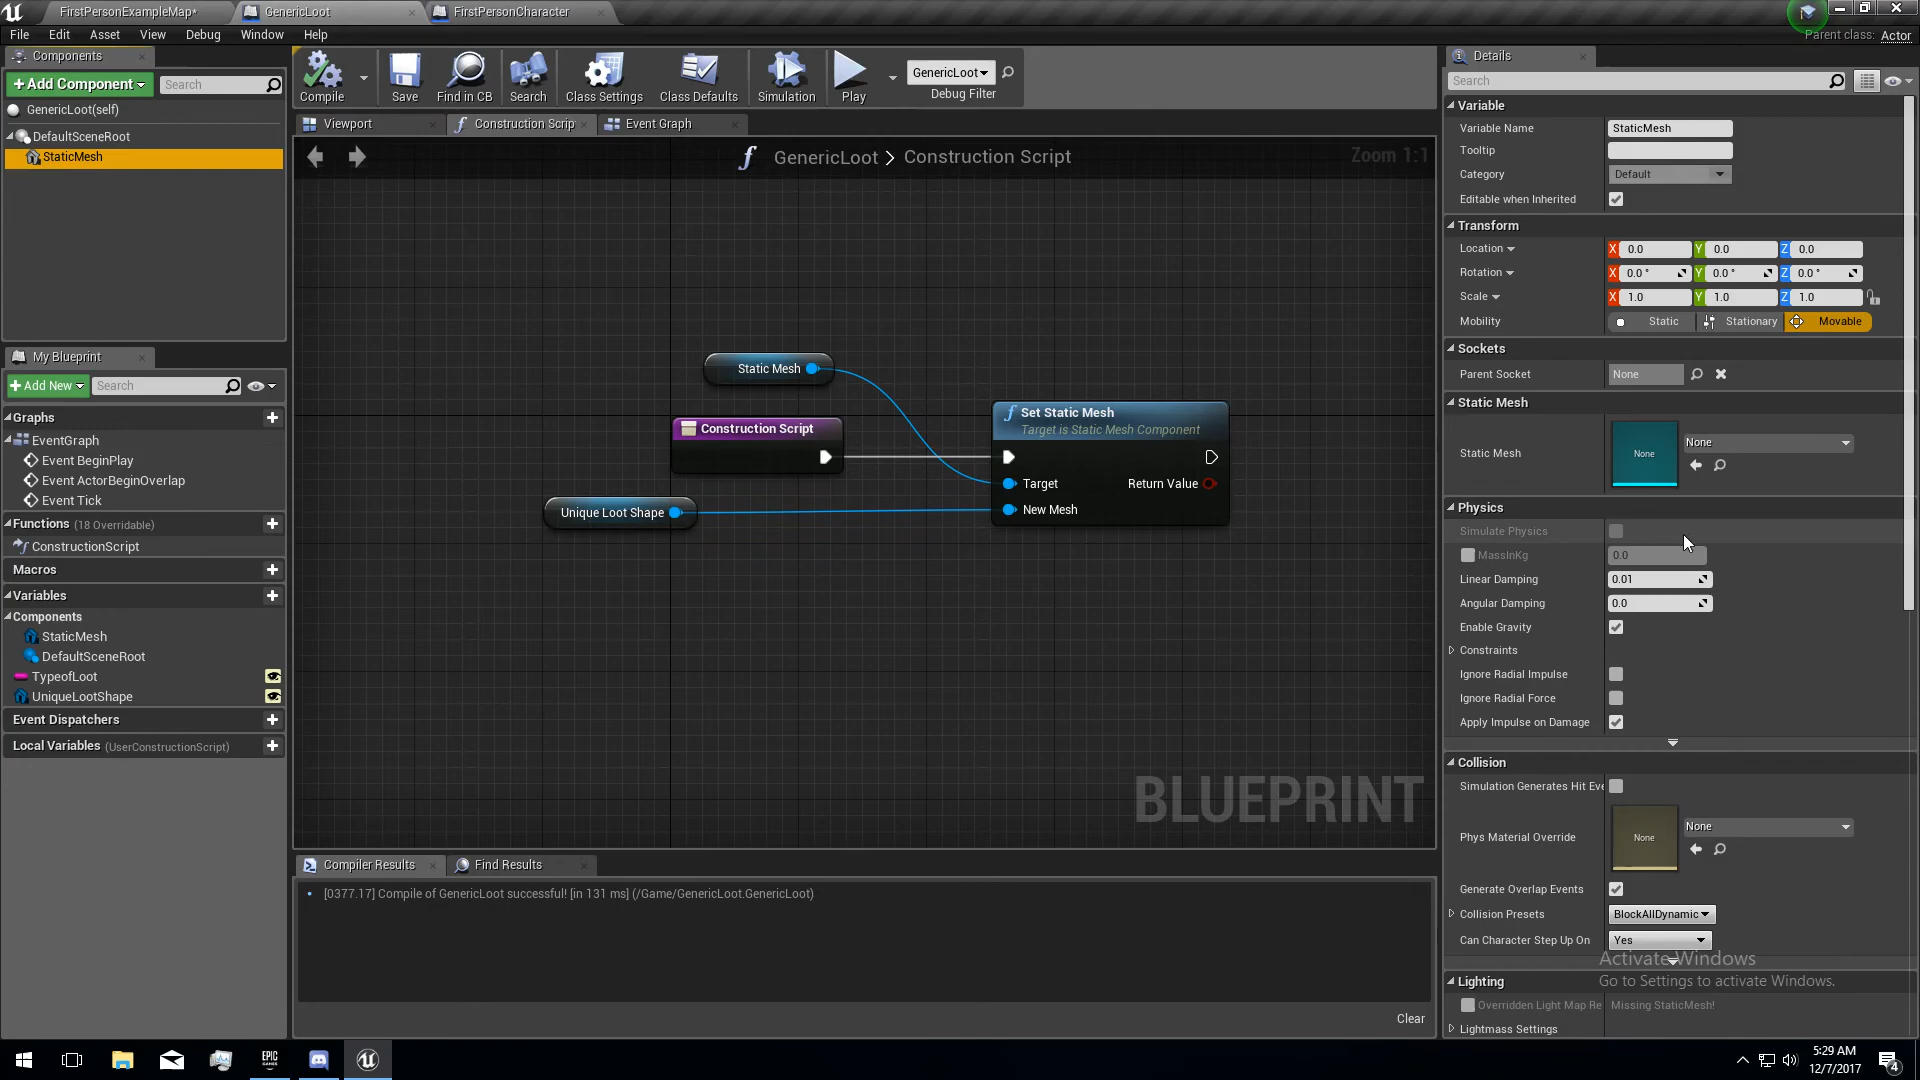 FirstPersonExampleMap*
GenericLoot
FirstPersonCharacter
File Edit Asset View Debug Window Help
Parent class: Actor
Components
Add Component
Search
GenericLoot(self)
DefaultSceneRoot
StaticMesh
My Blueprint
Add New
Search
Graphs
EventGraph
Event BeginPlay
Event ActorBeginOverlap
Event Tick
Functions (18 Overridable)
ConstructionScript
Macros
Variables
Components
StaticMesh
DefaultSceneRoot
TypeofLoot
UniqueLootShape
Event Dispatchers
Local Variables (UserConstructionScript)
Compile
Save
Find in CB
Search
Class Settings
Class Defaults
Simulation
Play
GenericLoot
Debug Filter
Viewport
Construction Scrip
Event Graph
GenericLoot > Construction Script
Zoom 1:1
Static Mesh
Construction Script
Unique Loot Shape
Set Static Mesh
Target is Static Mesh Component
Target
Return Value
New Mesh
BLUEPRINT
Compiler Results
Find Results
[0377.17] Compile of GenericLoot successful! [in 131 ms] (/Game/GenericLoot.GenericLoot)
Clear
Details
Search
Variable
Variable Name StaticMesh
Tooltip
Category Default
Editable when Inherited
Transform
Location X 0.0 Y 0.0 Z 0.0
Rotation X 0.0 ° Y 0.0 ° Z 0.0 °
Scale X 1.0 Y 1.0 Z 1.0
Mobility Static Stationary Movable
Sockets
Parent Socket None
Static Mesh
Static Mesh None None
Physics
Simulate Physics
MassInKg 0.0
Linear Damping 0.01
Angular Damping 0.0
Enable Gravity
Constraints
Ignore Radial Impulse
Ignore Radial Force
Apply Impulse on Damage
Collision
Simulation Generates Hit Eve
Phys Material Override None None
Generate Overlap Events
Collision Presets BlockAllDynamic
Can Character Step Up On Yes
Activate Windows
Go to Settings to activate Windows.
Lighting
Overridden Light Map Re Missing StaticMesh!
Lightmass Settings
EPIC
GAMES
5:29 AM
12/7/2017
4